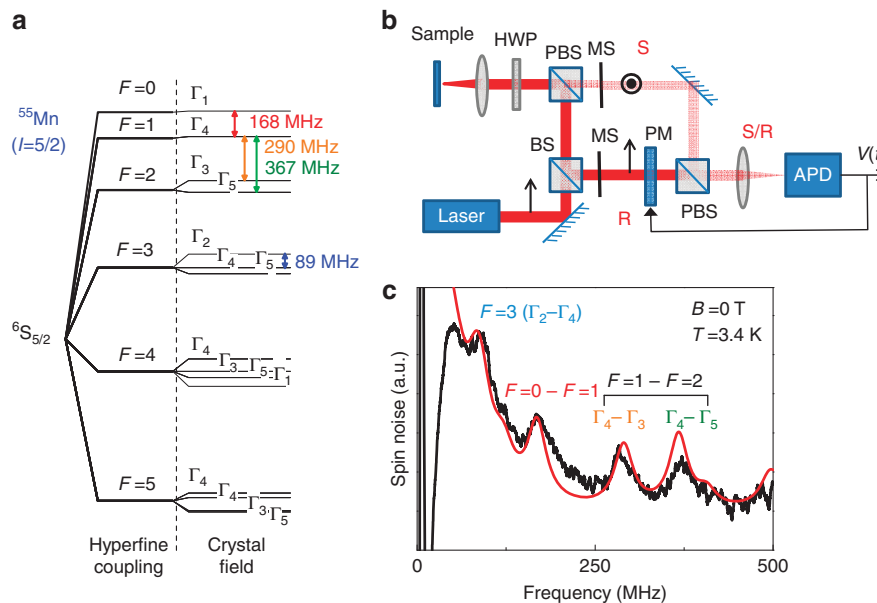 a
⁵⁵Mn
(I=5/2)
⁶S₅/₂
F=0
F=1
F=2
F=3
F=4
F=5
Γ₁
Γ₄
Γ₃
Γ₅
Γ₂
Γ₄
Γ₅
Γ₄
Γ₃
Γ₅
Γ₁
Γ₄
Γ₄
Γ₃
Γ₅
168 MHz
290 MHz
367 MHz
89 MHz
Hyperfine
coupling
Crystal
field
b
Sample
HWP
PBS
MS
S
BS
MS
PM
S/R
APD
V(t
Laser
R
PBS
c
F=3 (Γ₂–Γ₄)
B=0 T
T=3.4 K
F=0 – F=1
F=1 – F=2
Γ₄– Γ₃
Γ₄– Γ₅
Spin noise (a.u.)
0
250
500
Frequency (MHz)